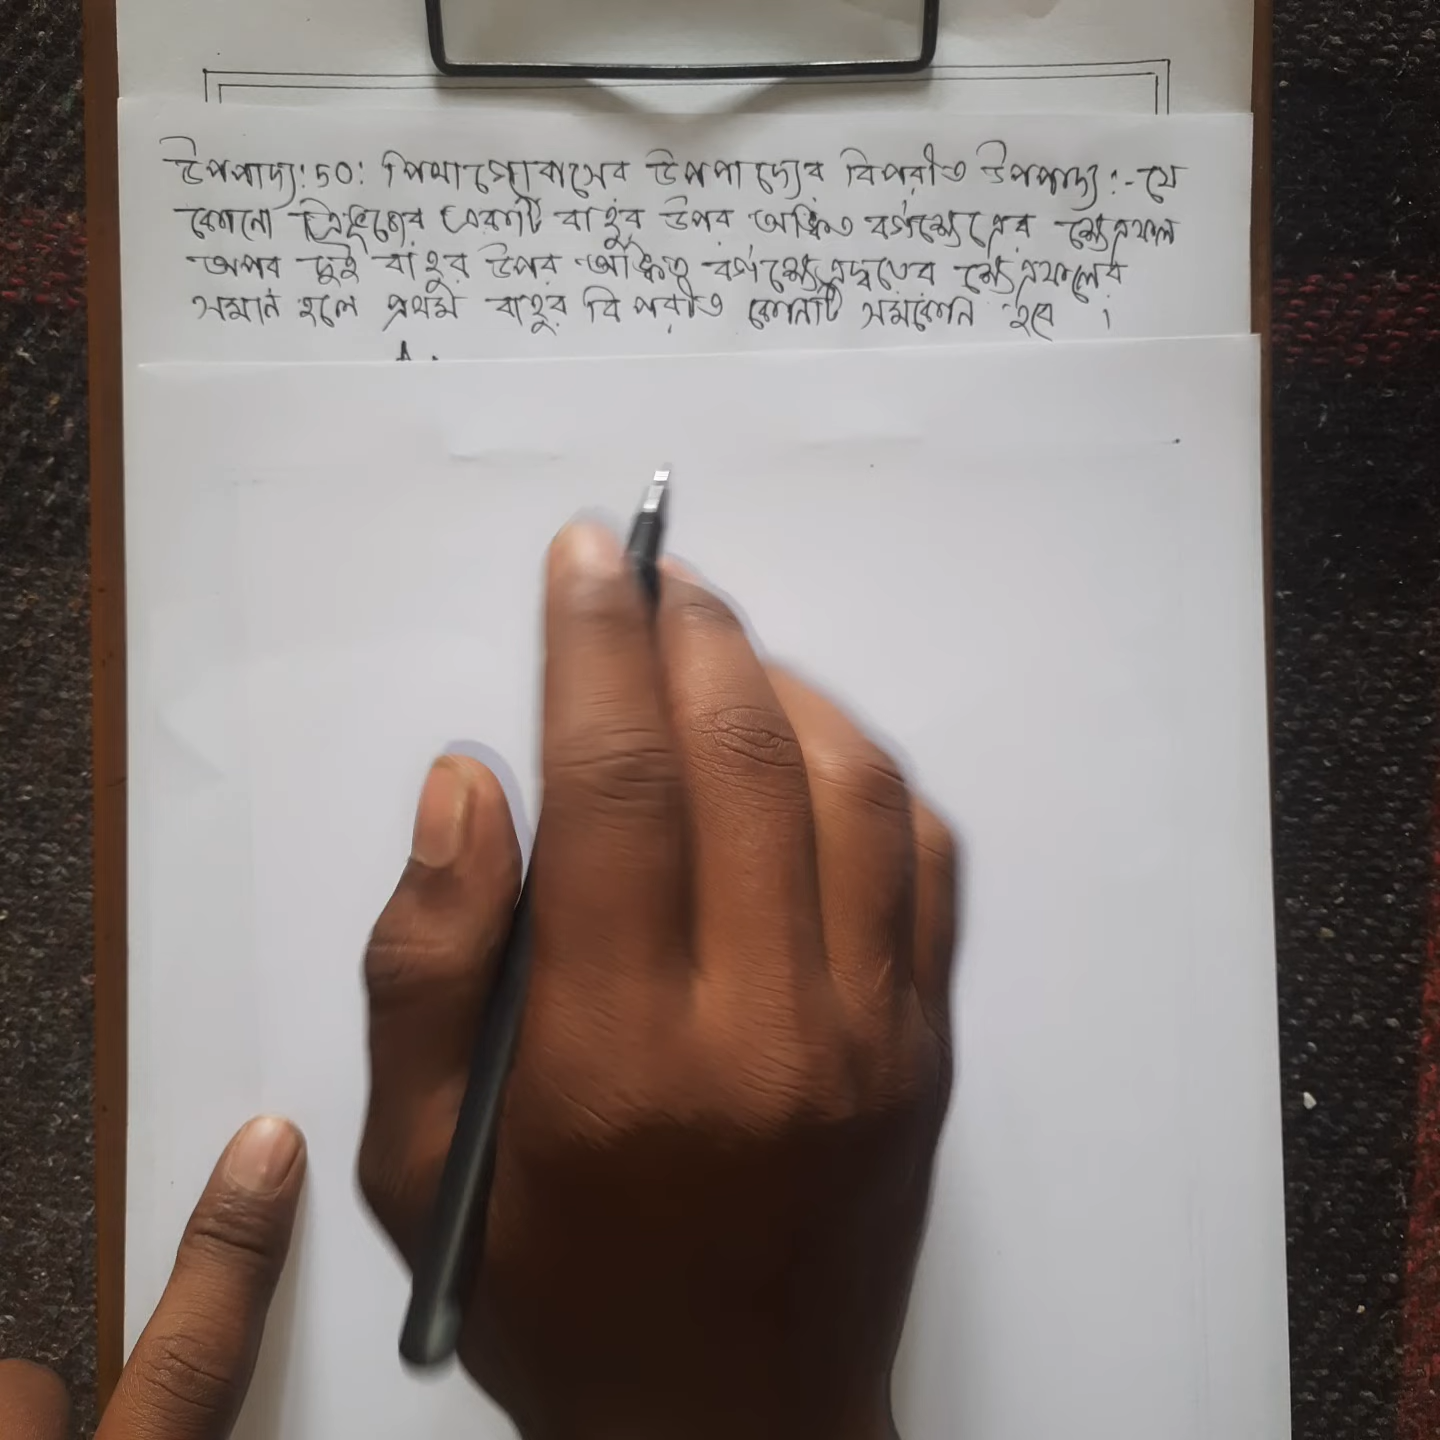 উপপাদ্য:50: পিথাগোরাসের উপপাদ্যের বিপরীত উপপাদ্য:- যে
কোনো ত্রিভুজের একটি বাহুর উপর অঙ্কিত বর্গক্ষেত্রের ক্ষেত্রফল
অপর দুই বাহুর উপর অঙ্কিত বর্গক্ষেত্রদ্বয়ের ক্ষেত্রফলের
সমান হলে প্রথম বাহুর বিপরীত কোনটি সমকোন হবে ।
A